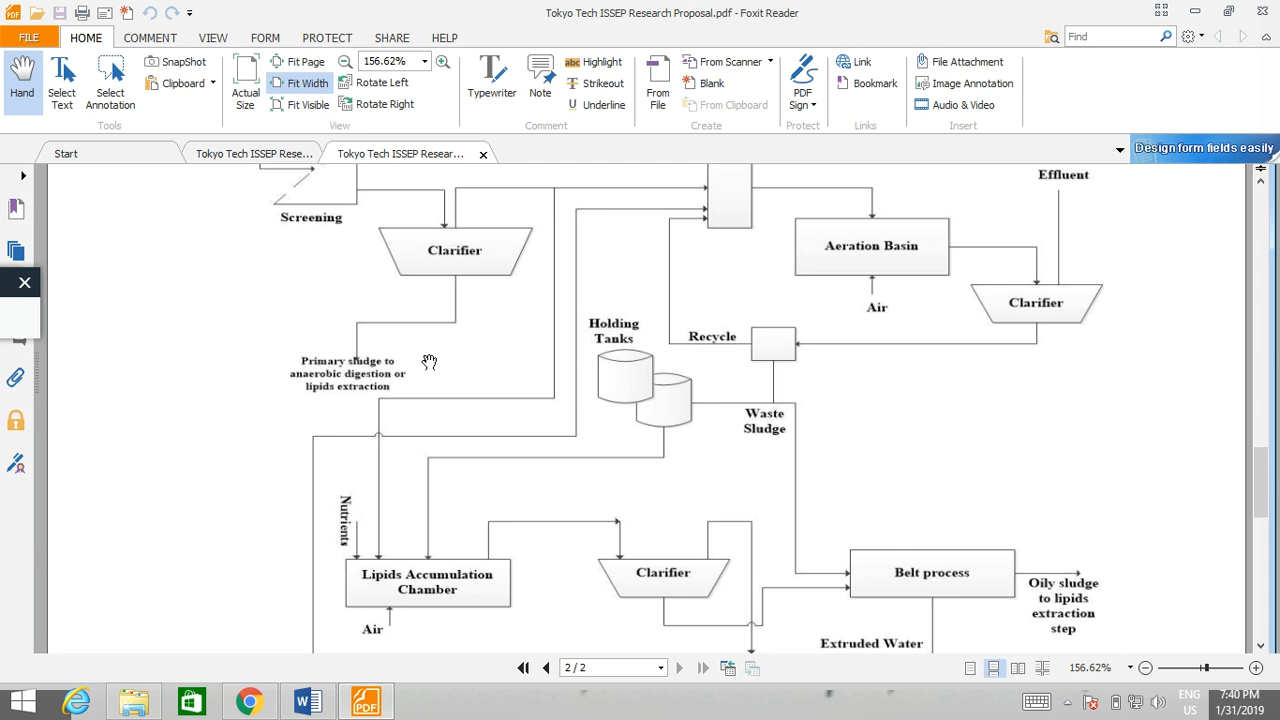 Tokyo Tech ISSEP Research Proposal.pdf - Foxit Reader
FILE HOME COMMENT VIEW FORM PROTECT SHARE HELP
Find
Hand
Select Text
Select Annotation
SnapShot
Clipboard
Tools
Actual Size
Fit Page
Fit Width
Fit Visible
156.62%
Rotate Left
Rotate Right
View
Typewriter
Note
Highlight
Strikeout
Underline
Comment
From File
From Scanner
Blank
From Clipboard
Create
PDF Sign
Protect
Link
Bookmark
Links
File Attachment
Image Annotation
Audio & Video
Insert
Start
Tokyo Tech ISSEP Rese...
Tokyo Tech ISSEP Resear...
Design form fields easily
Screening
Clarifier
Effluent
Aeration Basin
Air
Clarifier
Holding
Tanks
Recycle
Primary sludge to
anaerobic digestion or
lipids extraction
Waste
Sludge
Nutrients
Lipids Accumulation
Chamber
Air
Clarifier
Belt process
Oily sludge
to lipids
extraction
step
Extruded Water
2 / 2
156.62%
ENG
US
7:40 PM
1/31/2019